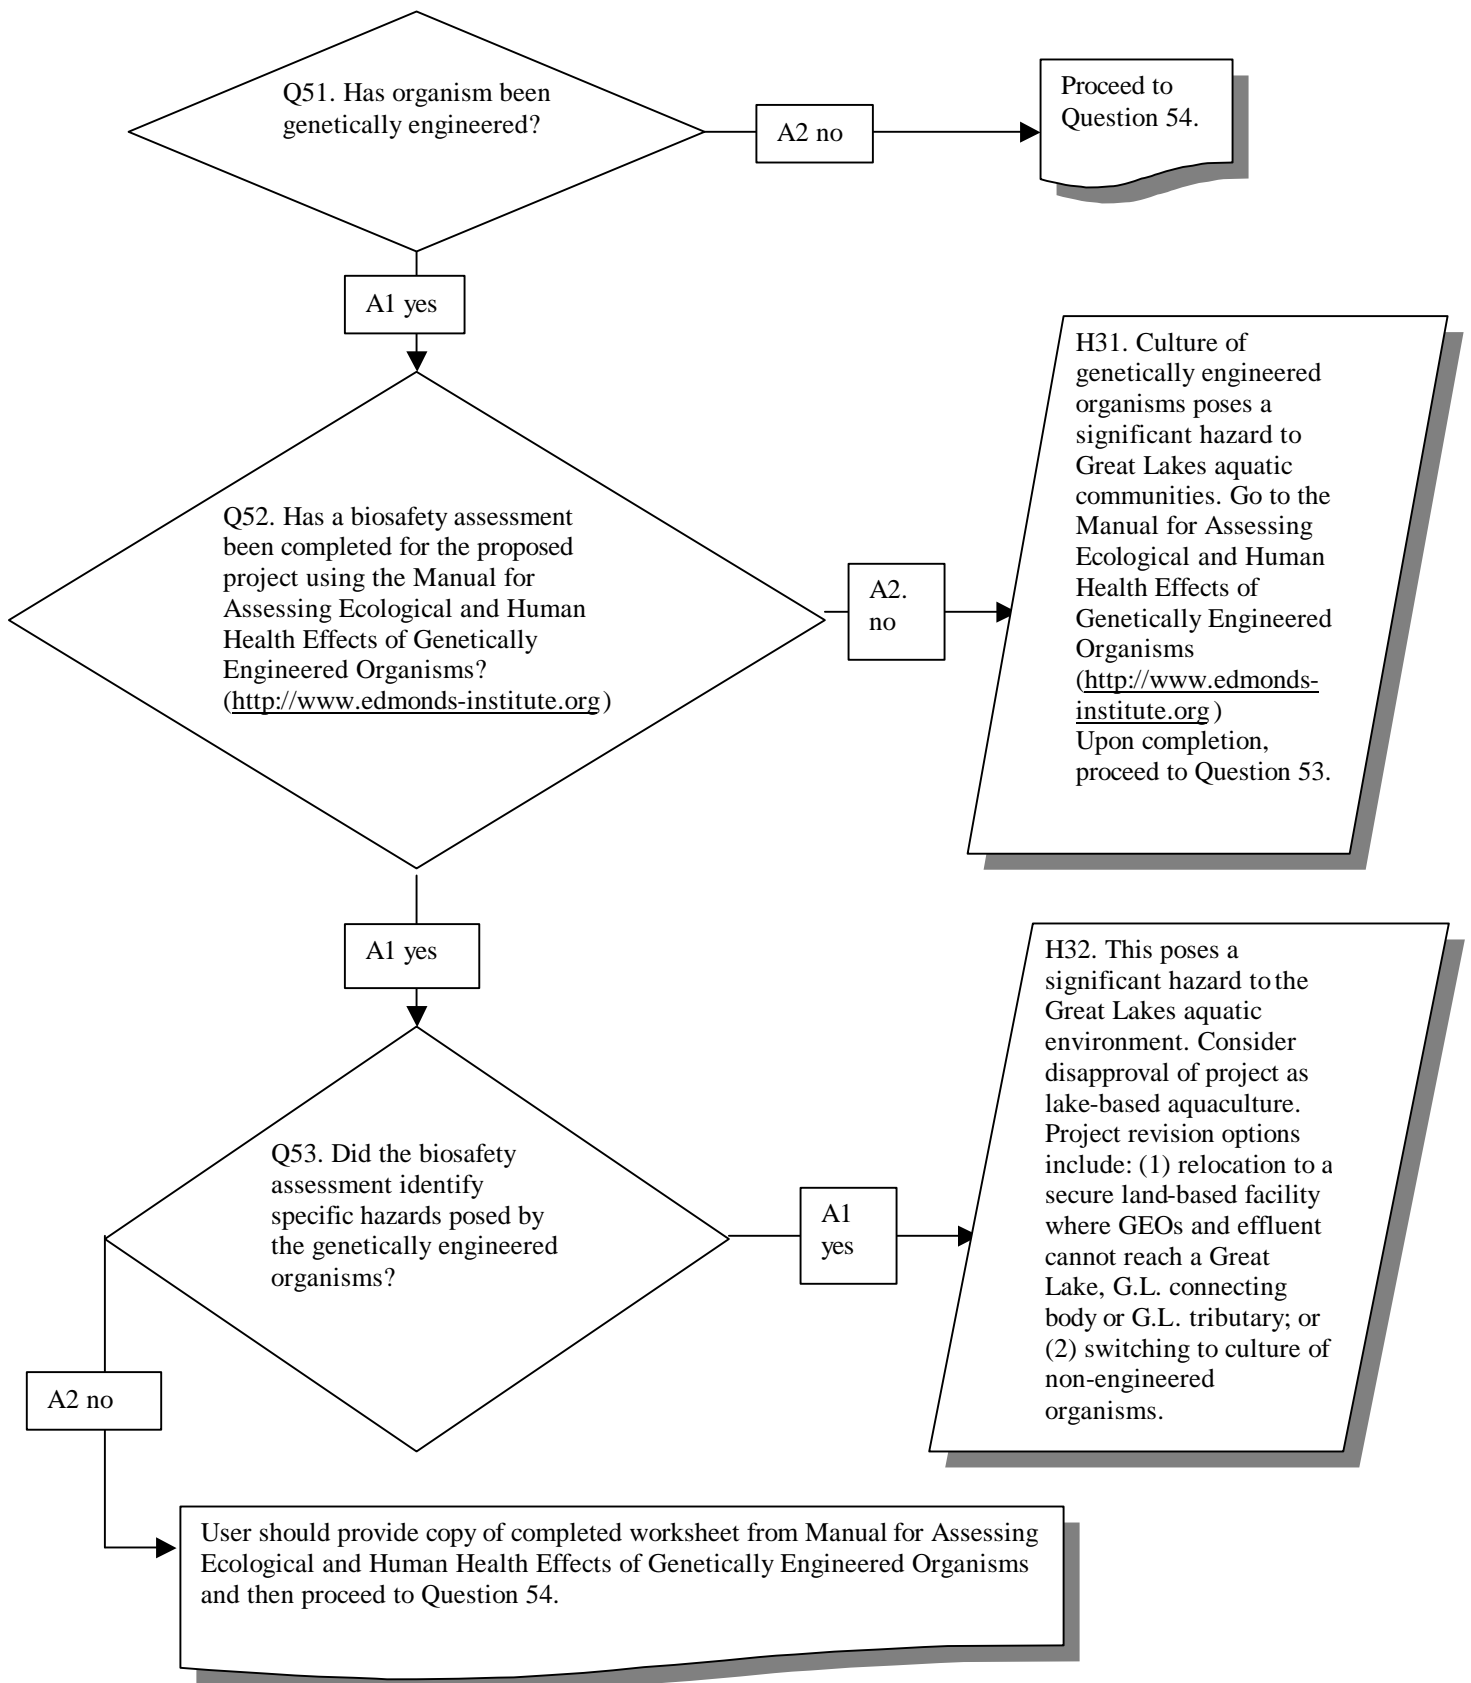 Q51. Has organism been
genetically engineered?
A2 no
Proceed to
Question 54.
A1 yes
Q52. Has a biosafety assessment
been completed for the proposed
project using the Manual for
Assessing Ecological and Human
Health Effects of Genetically
Engineered Organisms?
(http://www.edmonds-institute.org)
A2.
no
H31. Culture of
genetically engineered
organisms poses a
significant hazard to
Great Lakes aquatic
communities. Go to the
Manual for Assessing
Ecological and Human
Health Effects of
Genetically Engineered
Organisms
(http://www.edmonds-
institute.org)
Upon completion,
proceed to Question 53.
A1 yes
Q53. Did the biosafety
assessment identify
specific hazards posed by
the genetically engineered
organisms?
A1
yes
H32. This poses a
significant hazard to the
Great Lakes aquatic
environment. Consider
disapproval of project as
lake-based aquaculture.
Project revision options
include: (1) relocation to a
secure land-based facility
where GEOs and effluent
cannot reach a Great
Lake, G.L. connecting
body or G.L. tributary; or
(2) switching to culture of
non-engineered
organisms.
A2 no
User should provide copy of completed worksheet from Manual for Assessing
Ecological and Human Health Effects of Genetically Engineered Organisms
and then proceed to Question 54.